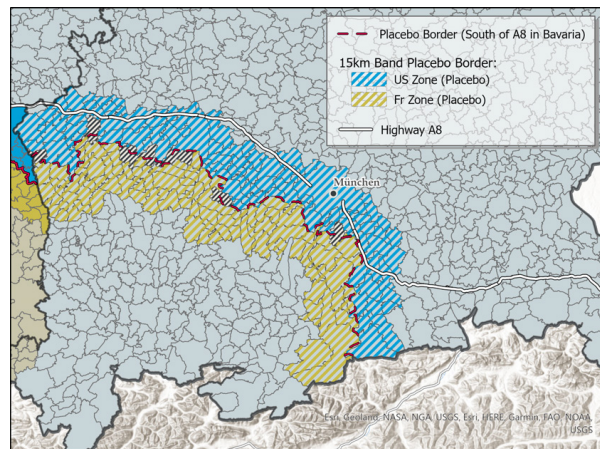 Placebo Border (South of A8 in Bavaria)
15km Band Placebo Border:
US Zone (Placebo)
Fr Zone (Placebo)
Highway A8
München
Esri, Geoland, NASA, NGA, USGS, Esri, HERE, Garmin, FAO, NOAA,
USGS